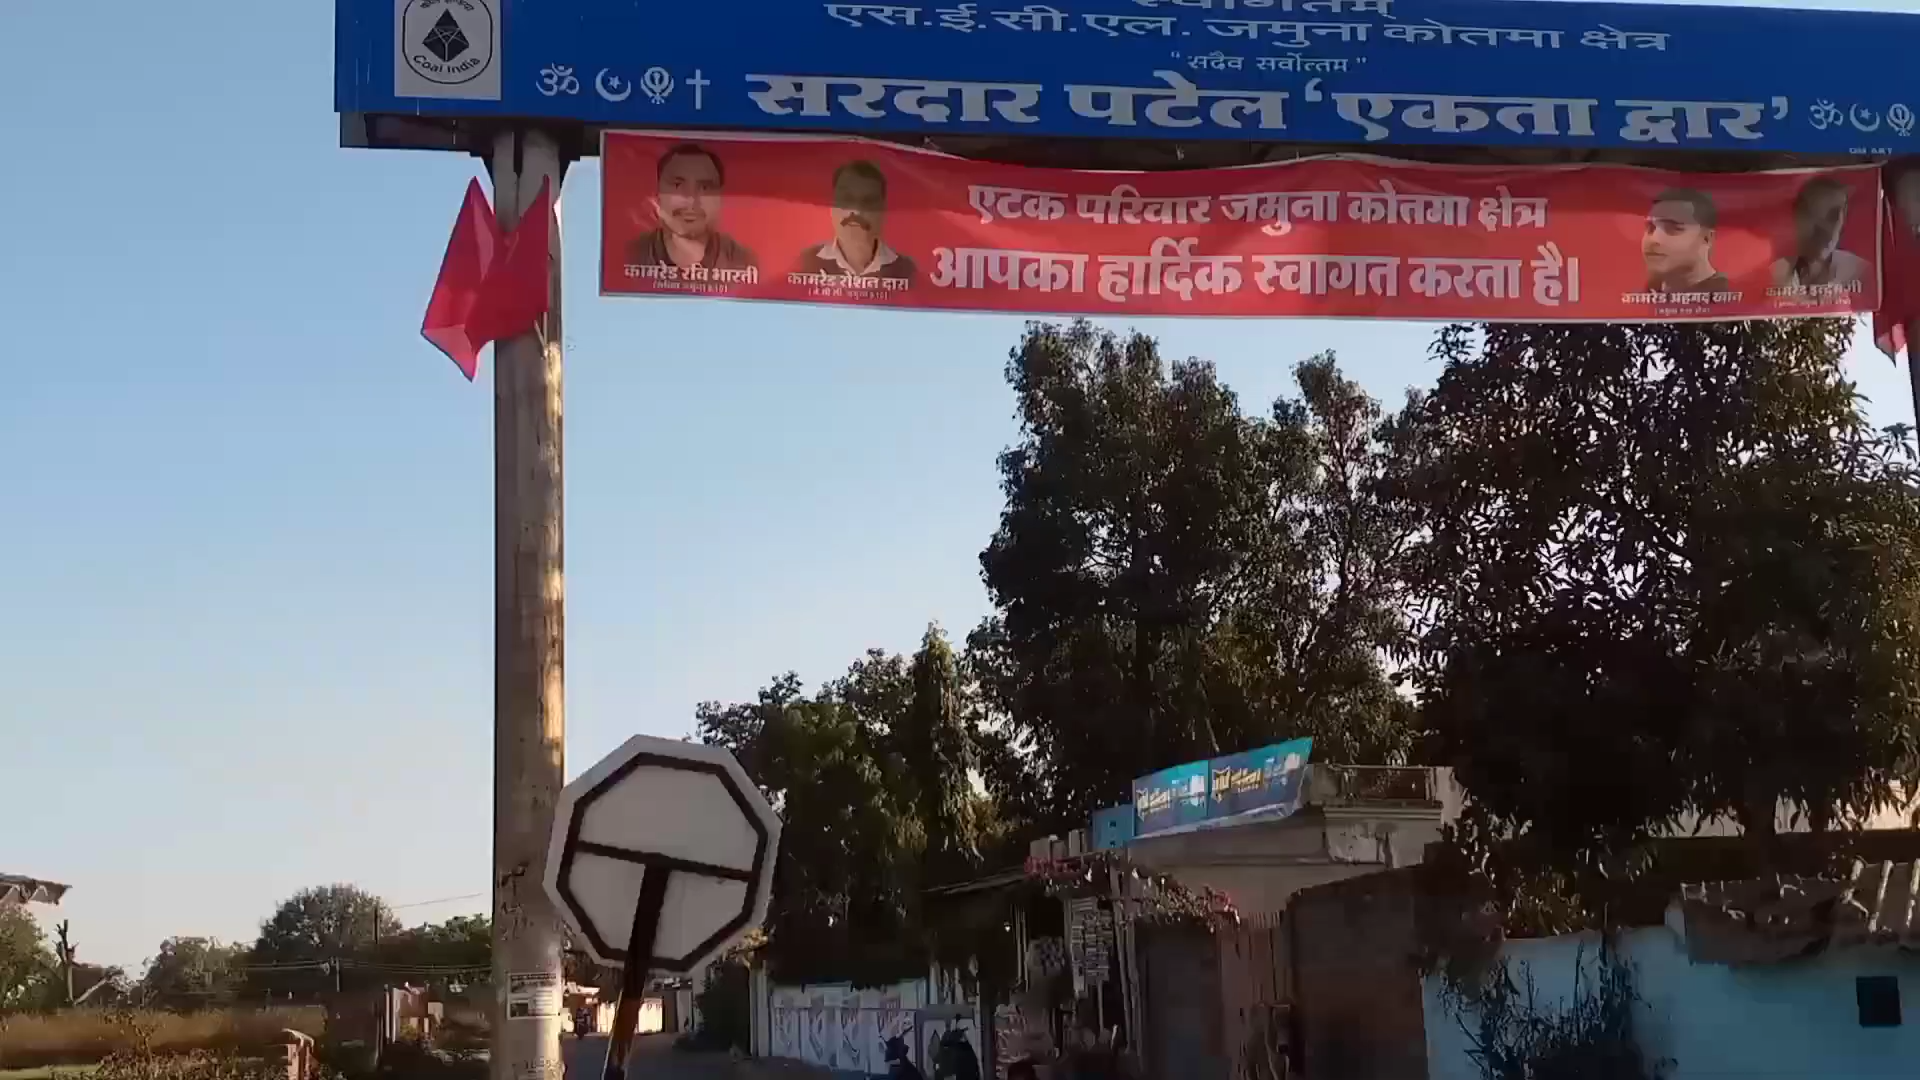 स्वागतम्
Coal India
एस.ई.सी.एल. जमुना कोतमा क्षेत्र
"सदैव सर्वोत्तम"
ॐ सरदार पटेल ‘एकता द्वार’ ॐ
एटक परिवार जमुना कोतमा क्षेत्र
आपका हार्दिक स्वागत करता है।
कामरेड रवि भारती
कामरेड रोशन दास
कामरेड अहमद खान